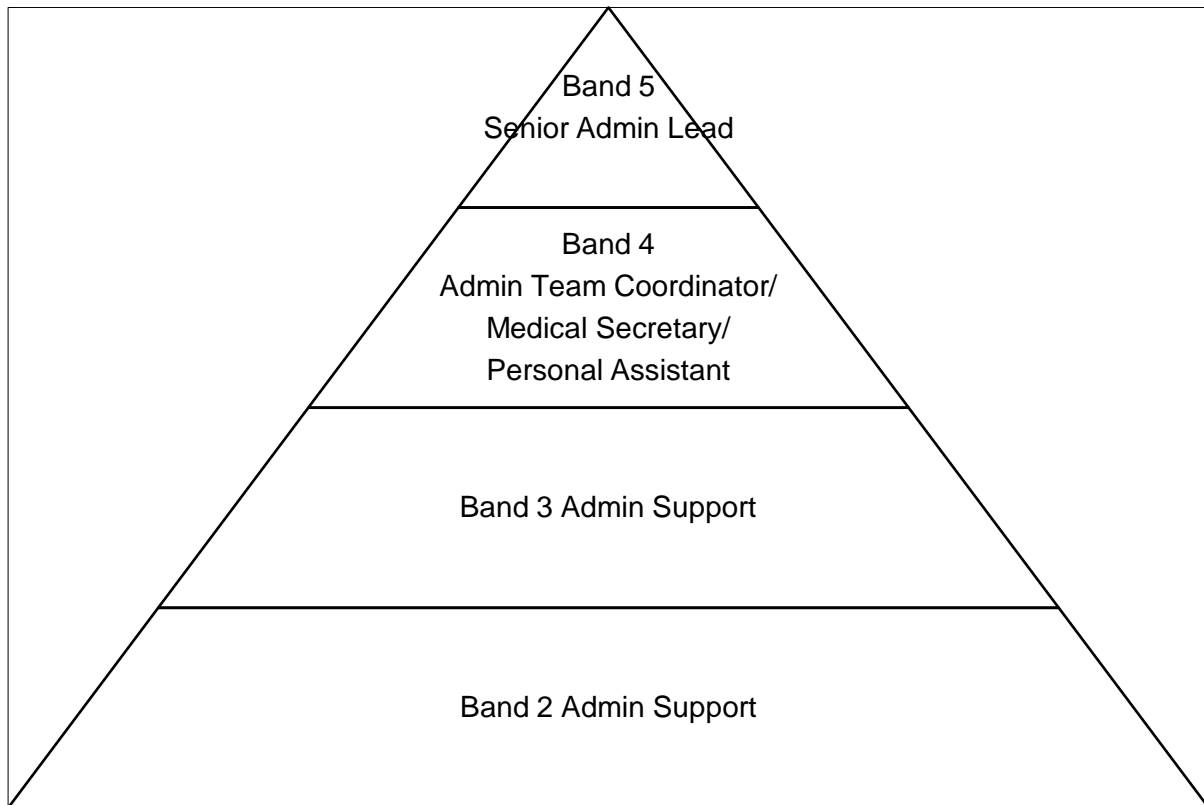 Band 5
Senior Admin Lead
Band 4
Admin Team Coordinator/
Medical Secretary/
Personal Assistant
Band 3 Admin Support
Band 2 Admin Support